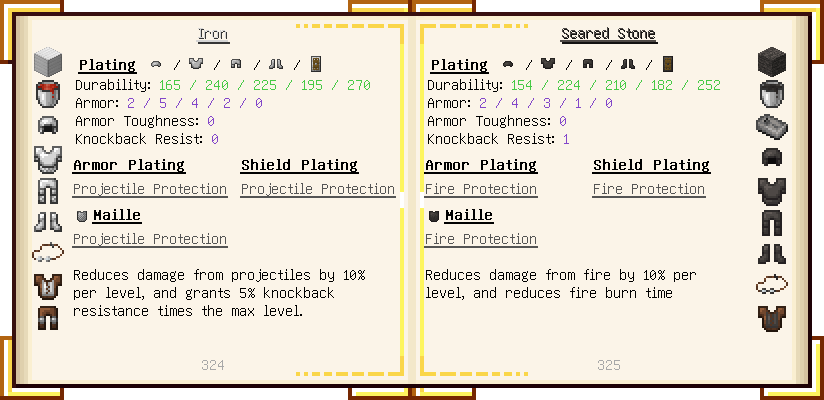 Iron
Plating / / / /
Durability: 165 / 240 / 225 / 195 / 270
Armor: 2 / 5 / 4 / 2 / 0
Armor Toughness: 0
Knockback Resist: 0
Armor Plating Shield Plating
Projectile Protection Projectile Protection
Maille
Projectile Protection
Reduces damage from projectiles by 10%
per level, and grants 5% knockback
resistance times the max level.
324
Seared Stone
Plating / / / /
Durability: 154 / 224 / 210 / 182 / 252
Armor: 2 / 4 / 3 / 1 / 0
Armor Toughness: 0
Knockback Resist: 1
Armor Plating Shield Plating
Fire Protection Fire Protection
Maille
Fire Protection
Reduces damage from fire by 10% per
level, and reduces fire burn time
325